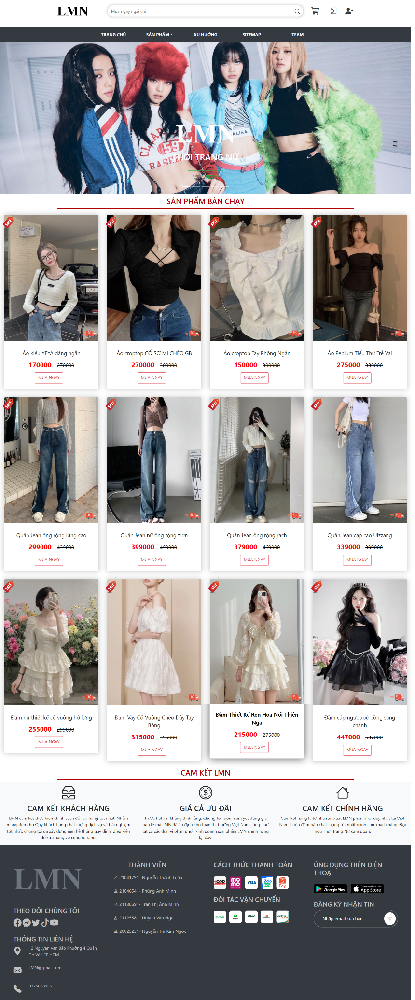 LMN
Mua ngay ngại chi
TRANG CHỦ SẢN PHẨM XU HƯỚNG SITEMAP TEAM
ALISA
59
LMN
THỜI TRANG NỮ
MUA NGAY
SẢN PHẨM BÁN CHẠY
SALE SALE SALE SALE
% % % %
Áo kiểu YEYA dáng ngắn
170000 270000
MUA NGAY
Áo croptop CỔ SƠ MI CHÉO GB
270000 300000
MUA NGAY
Áo croptop Tay Phồng Ngắn
150000 300000
MUA NGAY
Áo Peplum Tiểu Thư Trễ Vai
275000 330000
MUA NGAY
SALE SALE SALE SALE
% % % %
Quần Jean ống rộng lưng cao
299000 439000
MUA NGAY
Quần Jean nữ ống rộng trơn
399000 499000
MUA NGAY
Quần Jean ống rộng rách
379000 469000
MUA NGAY
Quần Jean cạp cao Ulzzang
339000 399000
MUA NGAY
SALE SALE SALE SALE
% % % %
Đầm nữ thiết kế cổ vuông hở lưng
255000 299000
MUA NGAY
Đầm Váy Cổ Vuông Chéo Dây Tay
Bồng
315000 355000
MUA NGAY
Đầm Thiết Kế Ren Hoa Nổi Thiên
Nga
215000 275000
MUA NGAY
Đầm cúp ngực xoè bồng sang
chảnh
447000 537000
MUA NGAY
CAM KẾT LMN
CAM KẾT KHÁCH HÀNG
LMN cam kết thực hiện chính sách đổi trả hàng tốt nhất. Nhằm
mang đến cho Qúy khách hàng chất lượng dịch vụ và trải nghiệm
tốt nhất, chúng tôi đã xây dựng nên hệ thống quy định, điều kiện
đổi/trả hàng vô cùng rõ ràng.
$
GIÁ CẢ ƯU ĐÃI
Trước hết xin khẳng định rằng: Chúng tôi luôn niêm yết đúng giá
bán lẻ mà LMN đã ấn định cho toàn thị trường Việt Nam cũng như
tất cả các đơn vị phân phối, kinh doanh sản phẩm LMN chính hãng
tại đây.
CAM KẾT CHÍNH HÃNG
Cam kết hàng là từ nhà sản xuất LMN phân phối duy nhất tại Việt
Nam. Luôn đảm bảo chất lượng tốt nhất dành cho khách hàng. Đội
ngũ Thời Trang Nữ cam đoan.
LMN
THEO DÕI CHÚNG TÔI
THÔNG TIN LIÊN HỆ
12 Nguyễn Văn Bảo Phường 4 Quận
Gò Vấp TP.HCM
LMN@gmail.com
0375028926
THÀNH VIÊN
21041791- Nguyễn Thành Luân
21046541- Phùng Anh Minh
21138691- Trần Thị Ánh Minh
21125581- Huỳnh Văn Ngà
20025251- Nguyễn Thị Kim Ngọc
CÁCH THỨC THANH TOÁN
COD
MOMO
VISA
Zalo
Pay
S
Pay
ĐỐI TÁC VẬN CHUYỂN
Grab
GHN
VIETTEL
ỨNG DỤNG TRÊN ĐIỆN
THOẠI
GET IT ON
Google Play
Download on the
App Store
ĐĂNG KÝ NHẬN TIN
Nhập email của bạn...